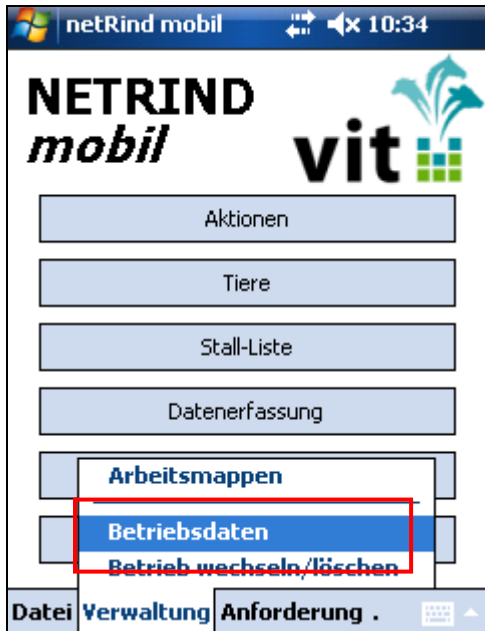 netRind mobil 10:34
NETRIND
mobil
vit
Aktionen
Tiere
Stall-Liste
Datenerfassung
Arbeitsmappen
Betriebsdaten
Betrieb wechseln/löschen
Datei Verwaltung Anforderung .